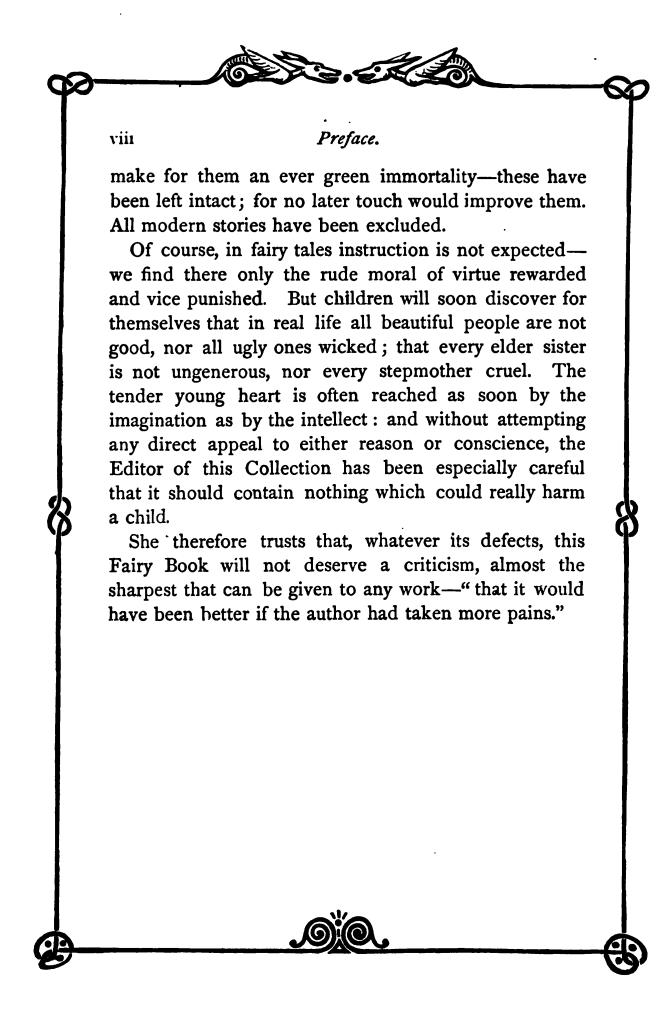 viii Preface.
make for them an ever green immortality—these have
been left intact; for no later touch would improve them.
All modern stories have been excluded.
Of course, in fairy tales instruction is not expected—
we find there only the rude moral of virtue rewarded
and vice punished. But children will soon discover for
themselves that in real life all beautiful people are not
good, nor all ugly ones wicked; that every elder sister
is not ungenerous, nor every stepmother cruel. The
tender young heart is often reached as soon by the
imagination as by the intellect: and without attempting
any direct appeal to either reason or conscience, the
Editor of this Collection has been especially careful
that it should contain nothing which could really harm
a child.
She therefore trusts that, whatever its defects, this
Fairy Book will not deserve a criticism, almost the
sharpest that can be given to any work—“that it would
have been better if the author had taken more pains.”